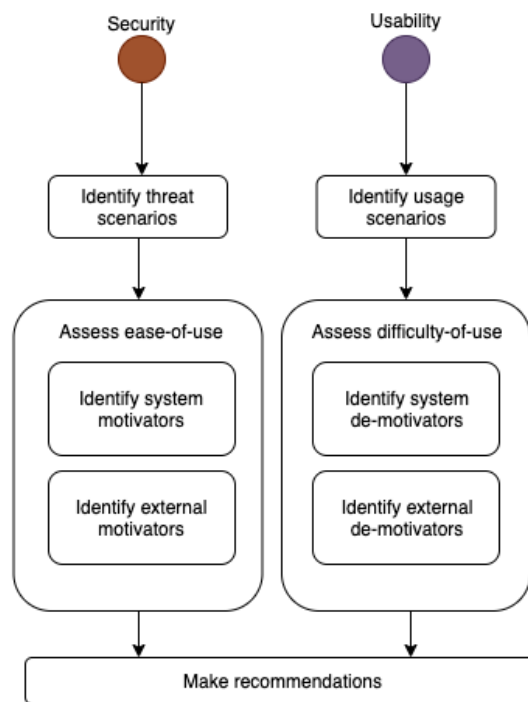 Security
Usability
Identify threat
scenarios
Identify usage
scenarios
Assess ease-of-use
Identify system
motivators
Identify external
motivators
Assess difficulty-of-use
Identify system
de-motivators
Identify external
de-motivators
Make recommendations